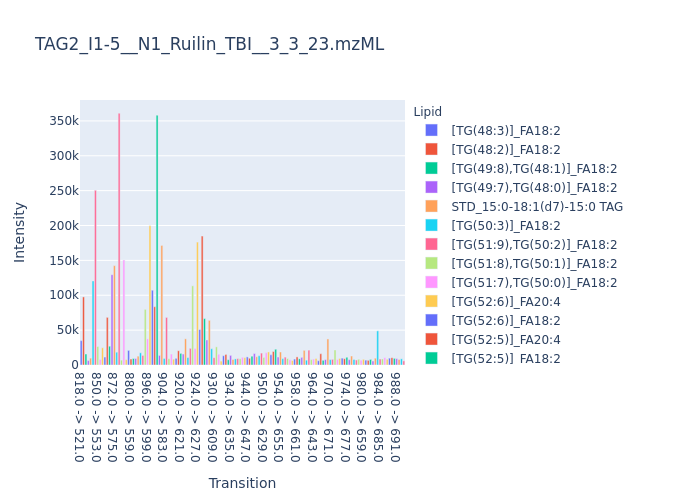 TAG2_I1-5__N1_Ruilin_TBI__3_3_23.mzML
Lipid
[TG(48:3)]_FA18:2
[TG(48:2)]_FA18:2
[TG(49:8),TG(48:1)]_FA18:2
[TG(49:7),TG(48:0)]_FA18:2
STD_15:0-18:1(d7)-15:0 TAG
[TG(50:3)]_FA18:2
[TG(51:9),TG(50:2)]_FA18:2
[TG(51:8),TG(50:1)]_FA18:2
[TG(51:7),TG(50:0)]_FA18:2
[TG(52:6)]_FA20:4
[TG(52:6)]_FA18:2
[TG(52:5)]_FA20:4
[TG(52:5)]_FA18:2
Intensity
350k
300k
250k
200k
150k
100k
50k
0
818.0 -> 521.0
850.0 -> 553.0
872.0 -> 575.0
880.0 -> 559.0
896.0 -> 599.0
904.0 -> 583.0
920.0 -> 621.0
924.0 -> 627.0
930.0 -> 609.0
934.0 -> 635.0
944.0 -> 647.0
950.0 -> 629.0
954.0 -> 655.0
958.0 -> 661.0
964.0 -> 643.0
970.0 -> 671.0
976.0 -> 677.0
980.0 -> 659.0
984.0 -> 685.0
988.0 -> 691.0
Transition